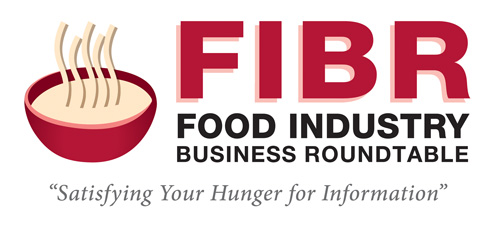 FIBR
FOOD INDUSTRY
BUSINESS ROUNDTABLE
“Satisfying Your Hunger for Information”